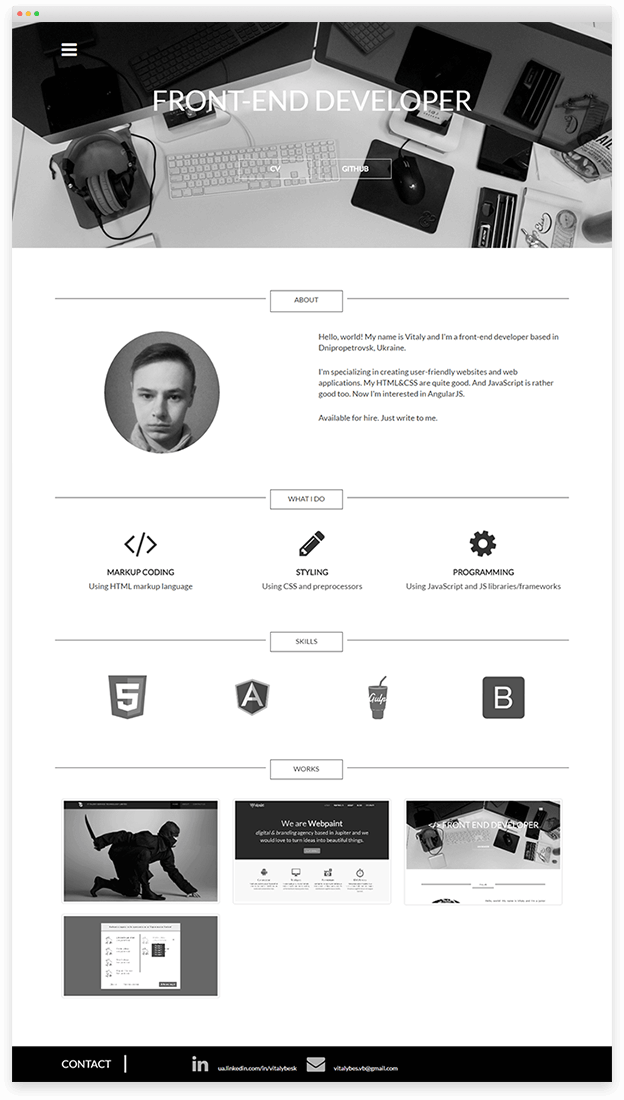 FRONT-END DEVELOPER
CV
GITHUB
ABOUT
Hello, world! My name is Vitaly and I'm a front-end developer based in
Dnipropetrovsk, Ukraine.
I'm specializing in creating user-friendly websites and web
applications. My HTML&CSS are quite good. And JavaScript is rather
good too. Now I'm interested in AngularJS.
Available for hire. Just write to me.
WHAT I DO
MARKUP CODING
Using HTML markup language
STYLING
Using CSS and preprocessors
PROGRAMMING
Using JavaScript and JS libraries/frameworks
SKILLS
5
A
Gulp
B
WORKS
We are Webpaint
digital & branding agency based in Jupiter and we
would love to turn ideas into beautiful things.
</> FRONT END DEVELOPER
CONTACT
in
ua.linkedin.com/in/vitalybesk
vitalybes.vb@gmail.com